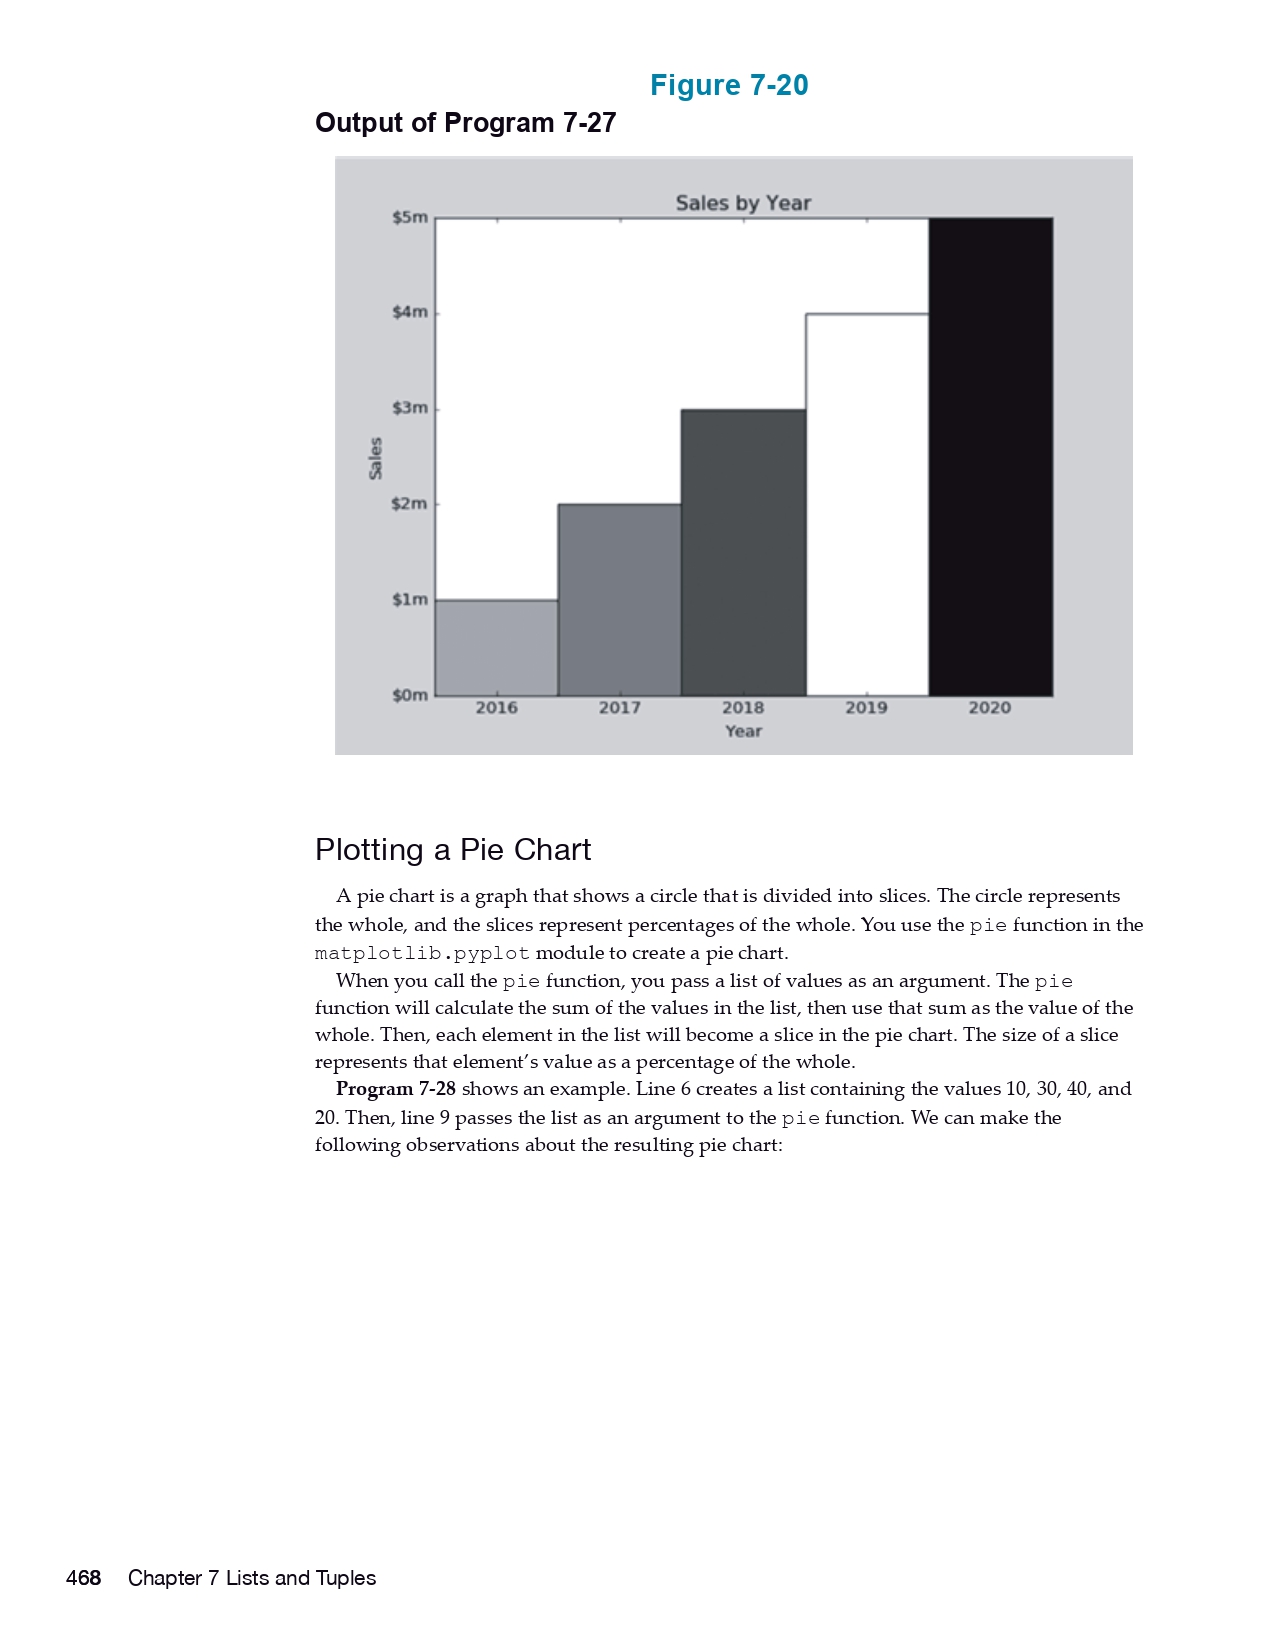 Figure 7-20
Output of Program 7-27
Sales by Year
$5m
$4m
$3m
$2m
$1m
$0m
Sales
2016 2017 2018 2019 2020
Year
Plotting a Pie Chart
A pie chart is a graph that shows a circle that is divided into slices. The circle represents
the whole, and the slices represent percentages of the whole. You use the pie function in the
matplotlib.pyplot module to create a pie chart.
When you call the pie function, you pass a list of values as an argument. The pie
function will calculate the sum of the values in the list, then use that sum as the value of the
whole. Then, each element in the list will become a slice in the pie chart. The size of a slice
represents that element’s value as a percentage of the whole.
Program 7-28 shows an example. Line 6 creates a list containing the values 10, 30, 40, and
20. Then, line 9 passes the list as an argument to the pie function. We can make the
following observations about the resulting pie chart:
468 Chapter 7 Lists and Tuples